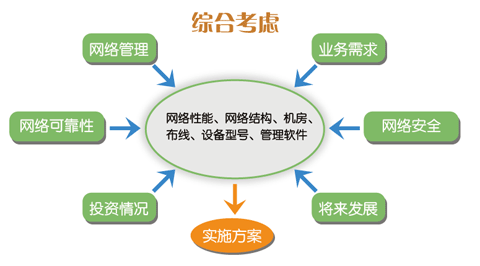 综合考虑
网络管理
业务需求
网络可靠性
网络性能、网络结构、机房、
布线、设备型号、管理软件
网络安全
投资情况
将来发展
实施方案